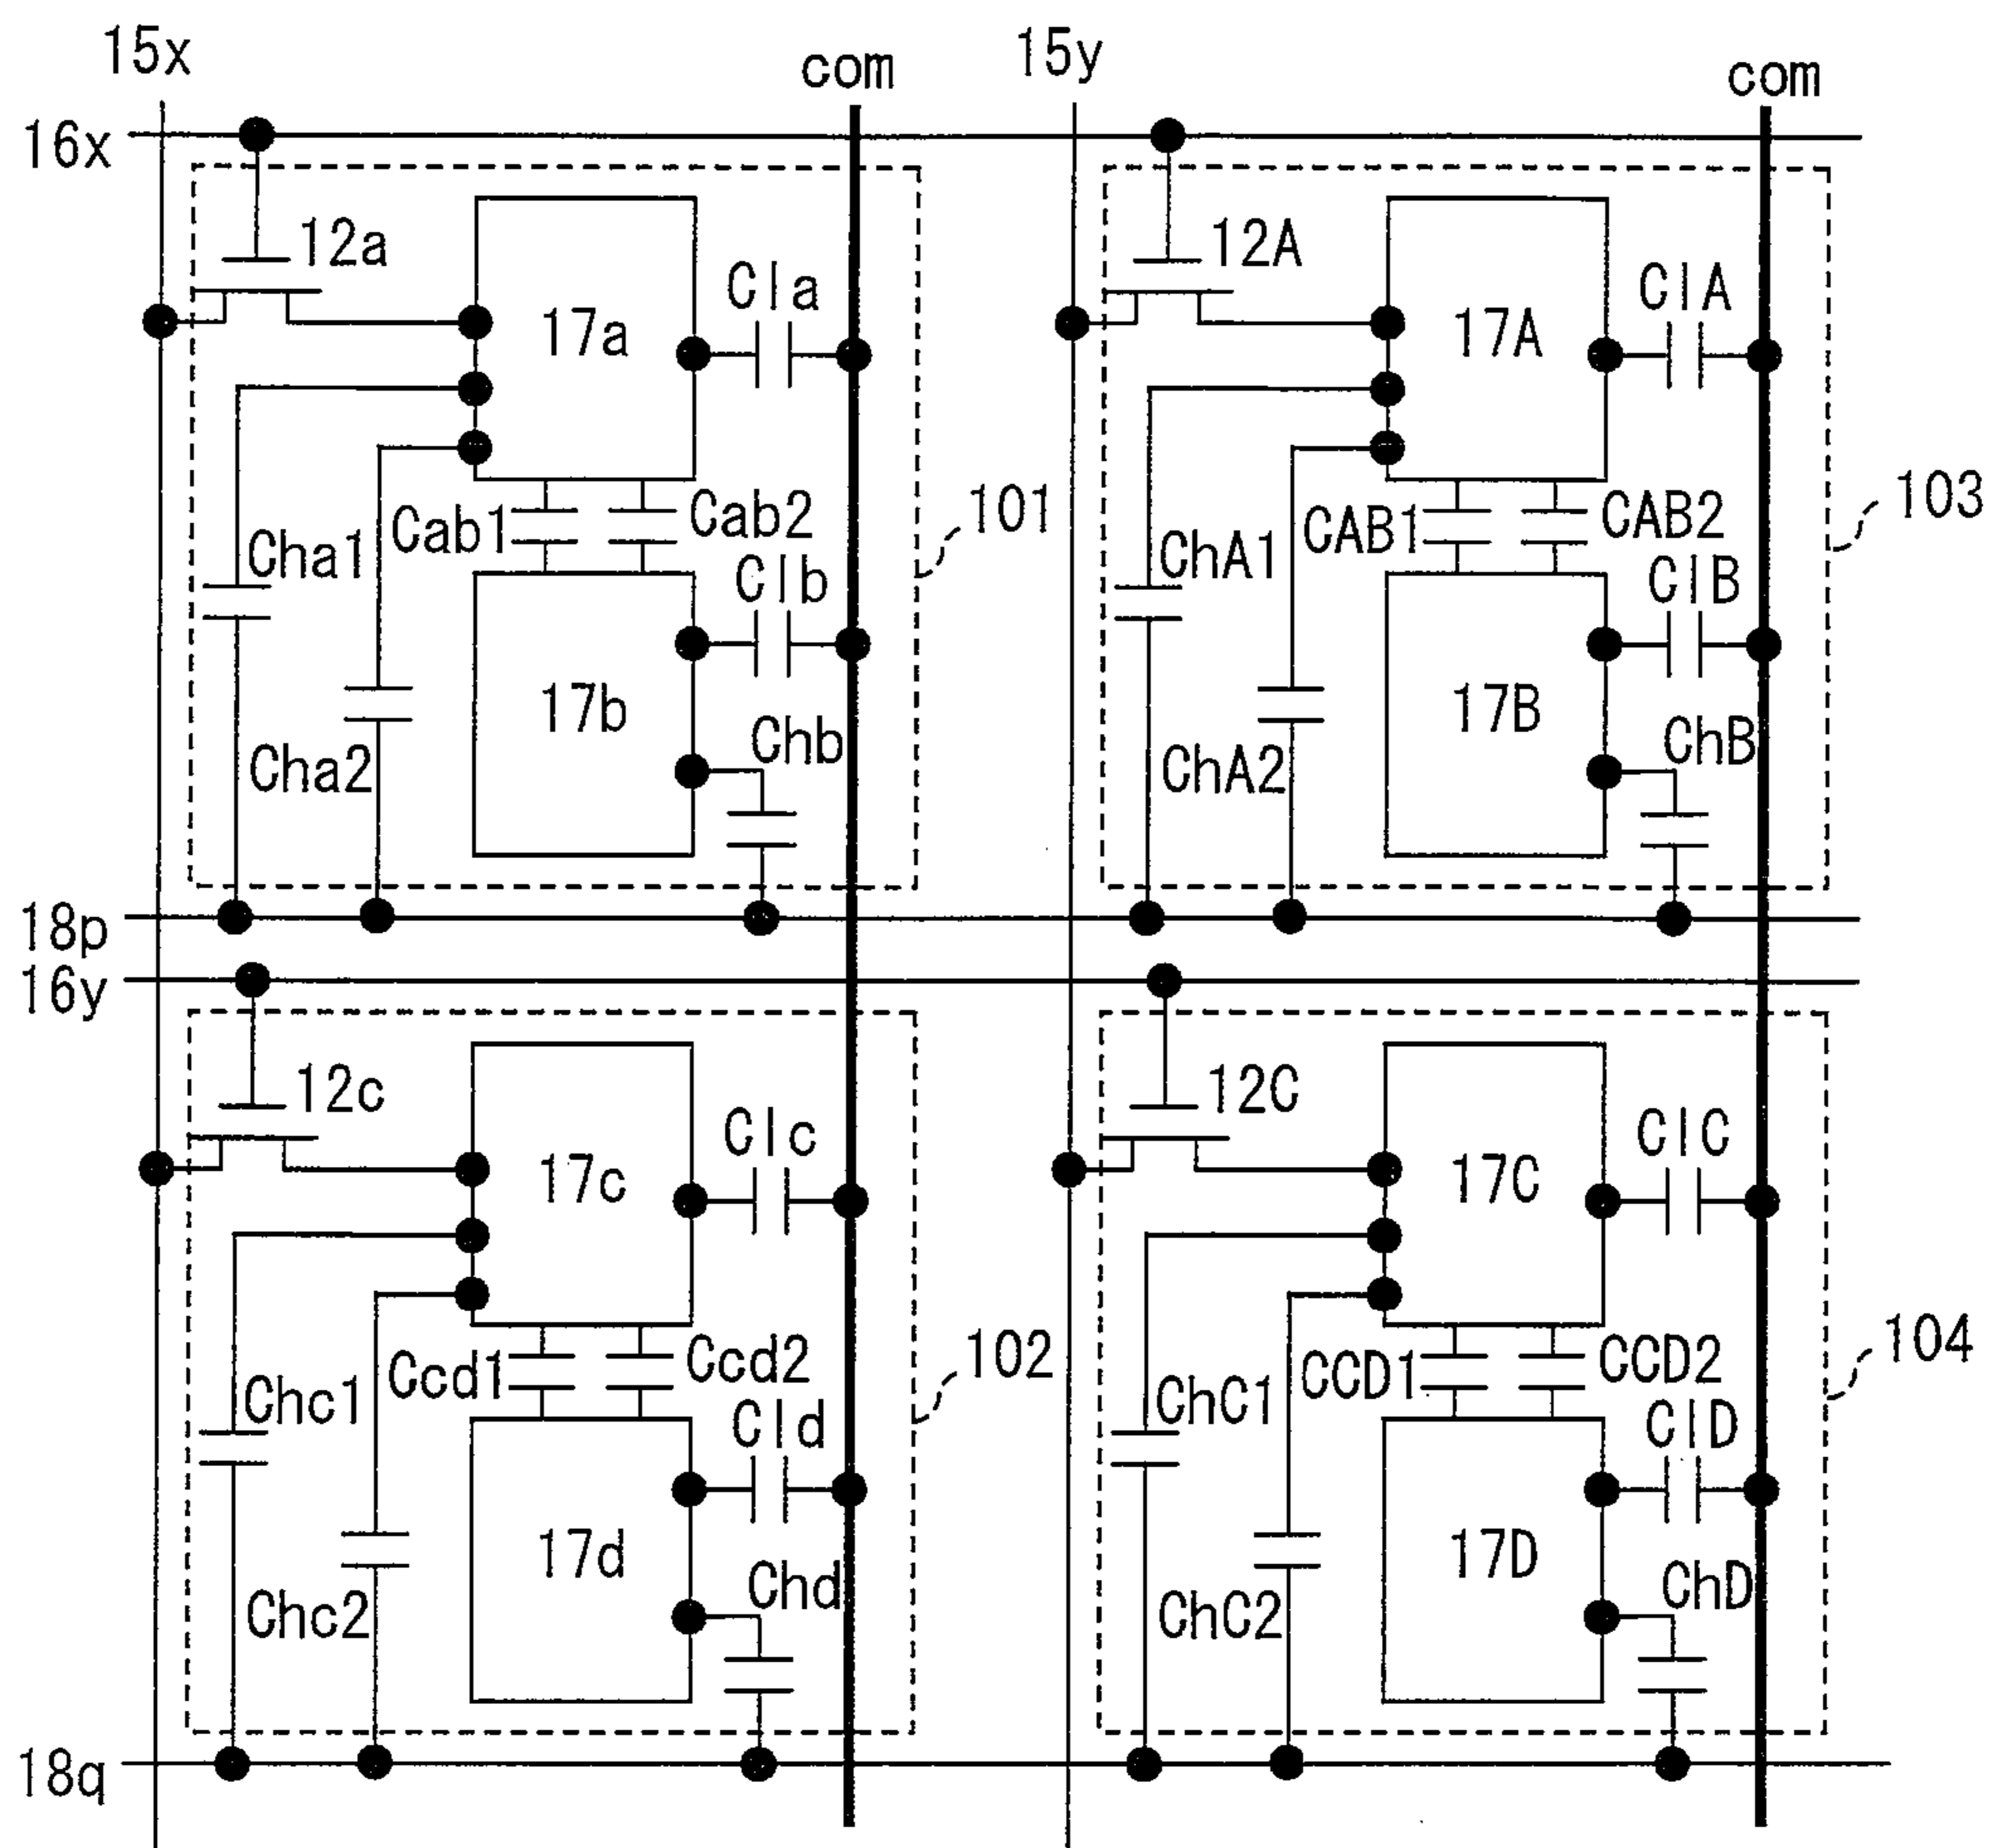 15x
com
15y
com
16x
12a
Cla
17a
12A
ClA
17A
Cab1
Cab2
101
Cha1
Clb
CAB1
CAB2
103
ChA1
ClB
17b
Chb
Cha2
17B
ChB
ChA2
18p
16y
12c
Clc
17c
12C
ClC
17C
Ccd1
Ccd2
102
Chc1
Cld
CCD1
CCD2
104
ChC1
ClD
17d
Chd
Chc2
17D
ChD
ChC2
18q